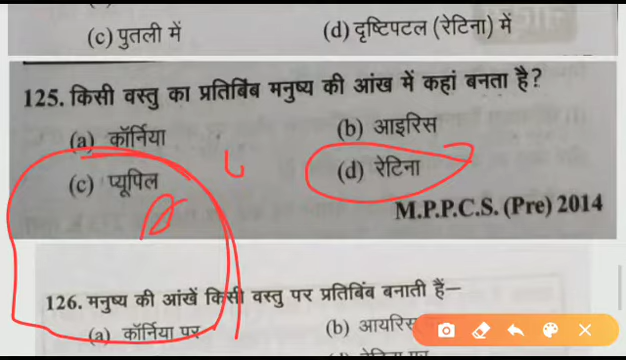 (c) पुतली में (d) दृष्टिपटल (रेटिना) में
125. किसी वस्तु का प्रतिबिंब मनुष्य की आंख में कहां बनता है?
(a) कॉर्निया (b) आइरिस
(c) प्यूपिल (d) रेटिना
M.P.P.C.S. (Pre) 2014
126. मनुष्य की आंखें किसी वस्तु पर प्रतिबिंब बनाती हैं–
(a) कॉर्निया पर (b) आयरिस